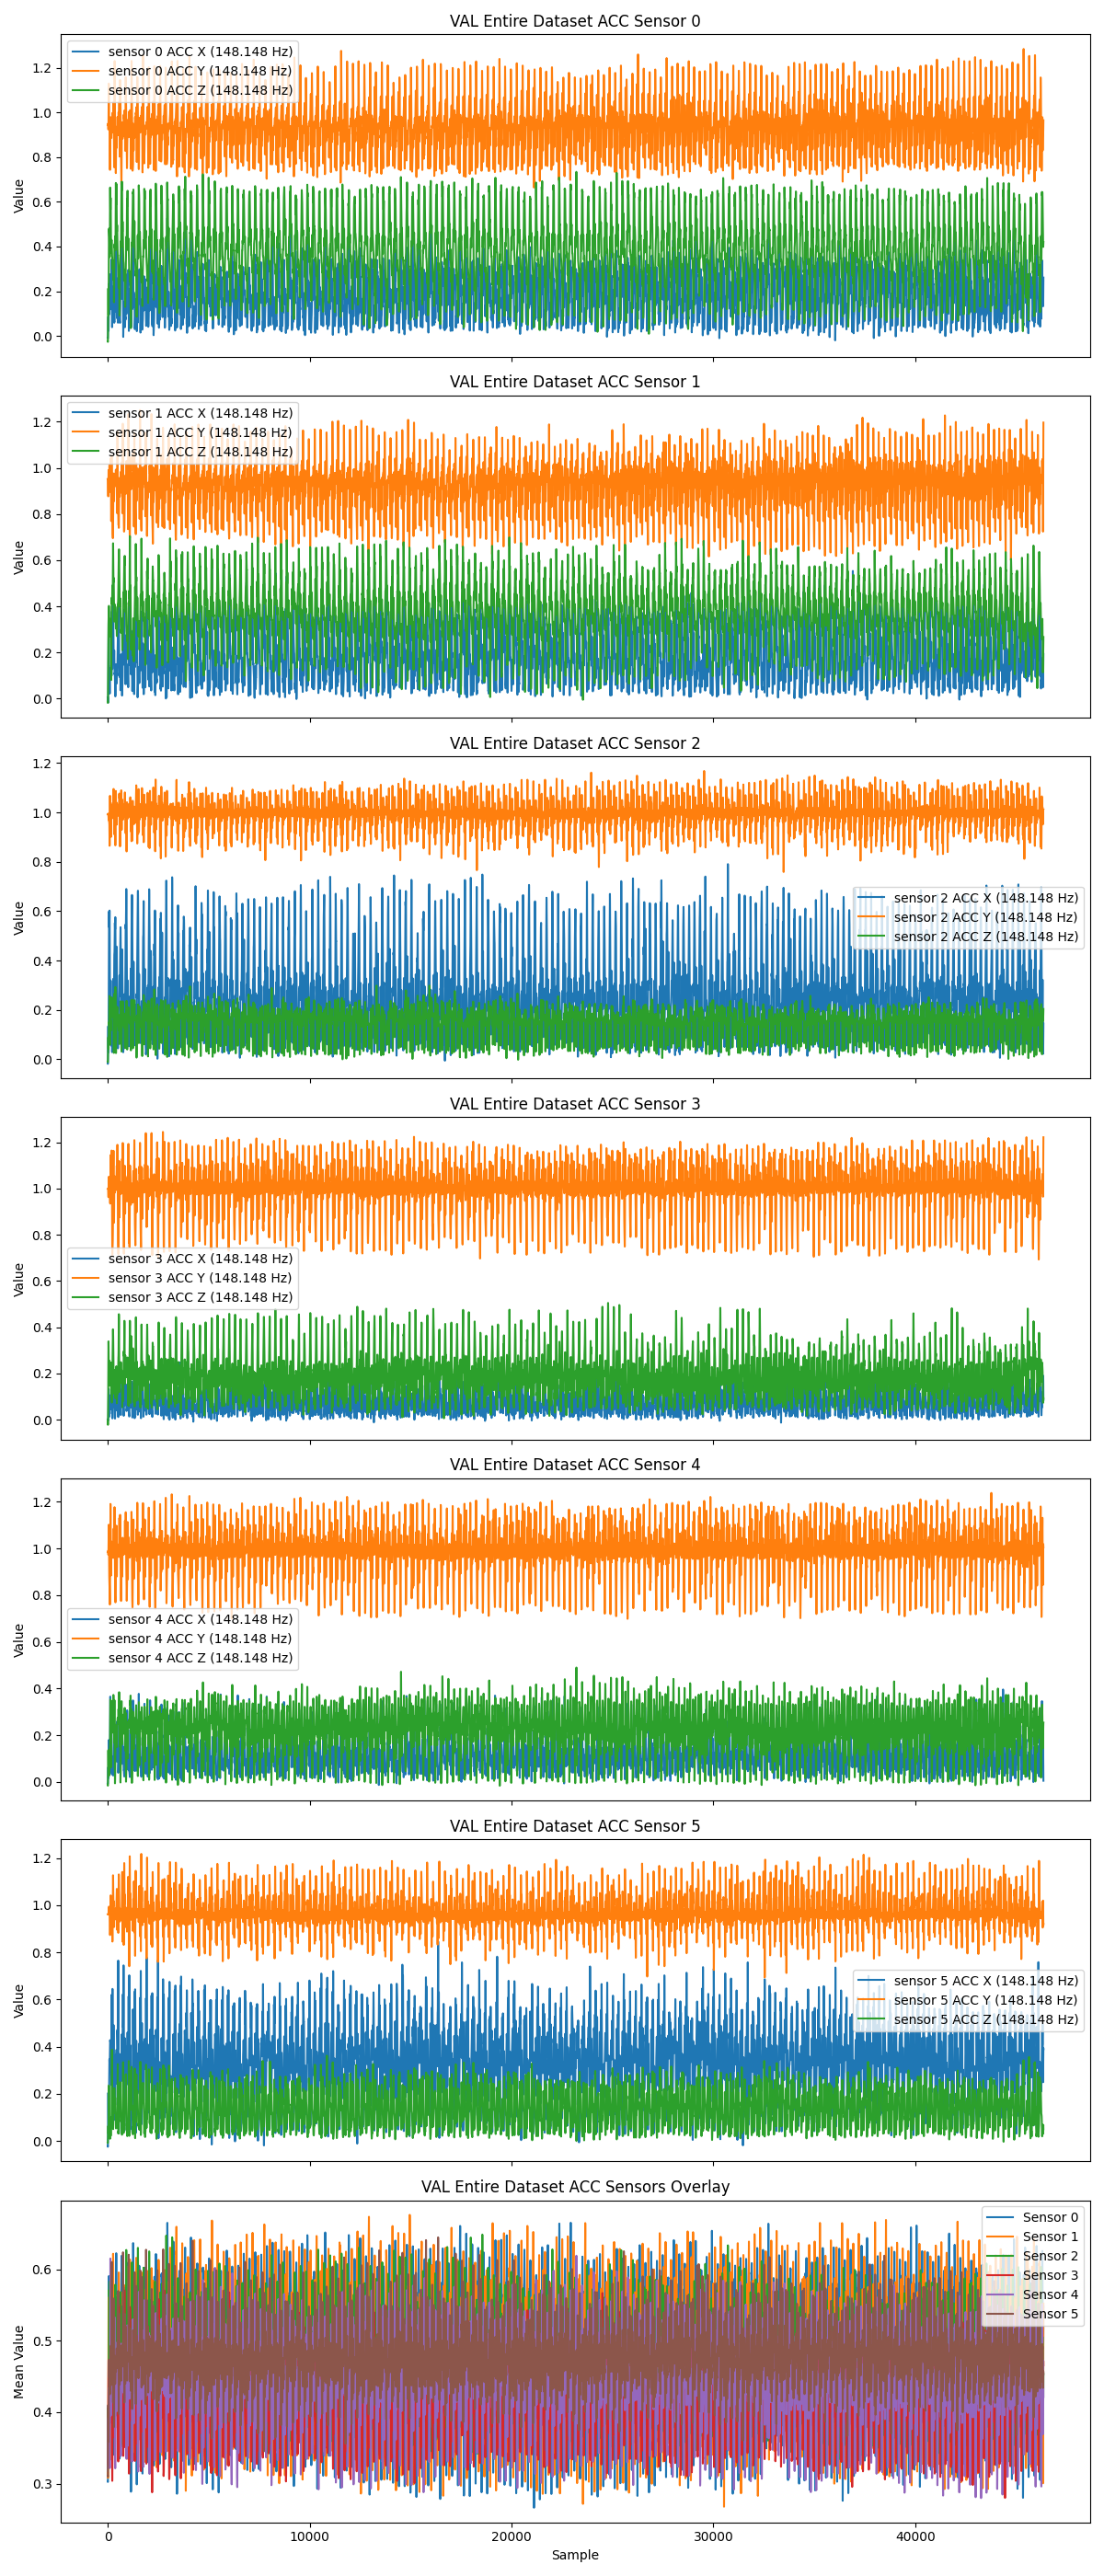 VAL Entire Dataset ACC Sensor 0
sensor 0 ACC X (148.148 Hz)
sensor 0 ACC Y (148.148 Hz)
sensor 0 ACC Z (148.148 Hz)
1.2
1.0
0.8
0.6
0.4
0.2
0.0
Value
VAL Entire Dataset ACC Sensor 1
sensor 1 ACC X (148.148 Hz)
sensor 1 ACC Y (148.148 Hz)
sensor 1 ACC Z (148.148 Hz)
1.2
1.0
0.8
0.6
0.4
0.2
0.0
Value
VAL Entire Dataset ACC Sensor 2
1.2
1.0
0.8
0.6
0.4
0.2
0.0
Value
sensor 2 ACC X (148.148 Hz)
sensor 2 ACC Y (148.148 Hz)
sensor 2 ACC Z (148.148 Hz)
VAL Entire Dataset ACC Sensor 3
1.2
1.0
0.8
0.6
0.4
0.2
0.0
Value
sensor 3 ACC X (148.148 Hz)
sensor 3 ACC Y (148.148 Hz)
sensor 3 ACC Z (148.148 Hz)
VAL Entire Dataset ACC Sensor 4
1.2
1.0
0.8
0.6
0.4
0.2
0.0
Value
sensor 4 ACC X (148.148 Hz)
sensor 4 ACC Y (148.148 Hz)
sensor 4 ACC Z (148.148 Hz)
VAL Entire Dataset ACC Sensor 5
1.2
1.0
0.8
0.6
0.4
0.2
0.0
Value
sensor 5 ACC X (148.148 Hz)
sensor 5 ACC Y (148.148 Hz)
sensor 5 ACC Z (148.148 Hz)
VAL Entire Dataset ACC Sensors Overlay
Sensor 0
Sensor 1
Sensor 2
Sensor 3
Sensor 4
Sensor 5
0.6
0.5
0.4
0.3
Mean Value
0 10000 20000 30000 40000
Sample